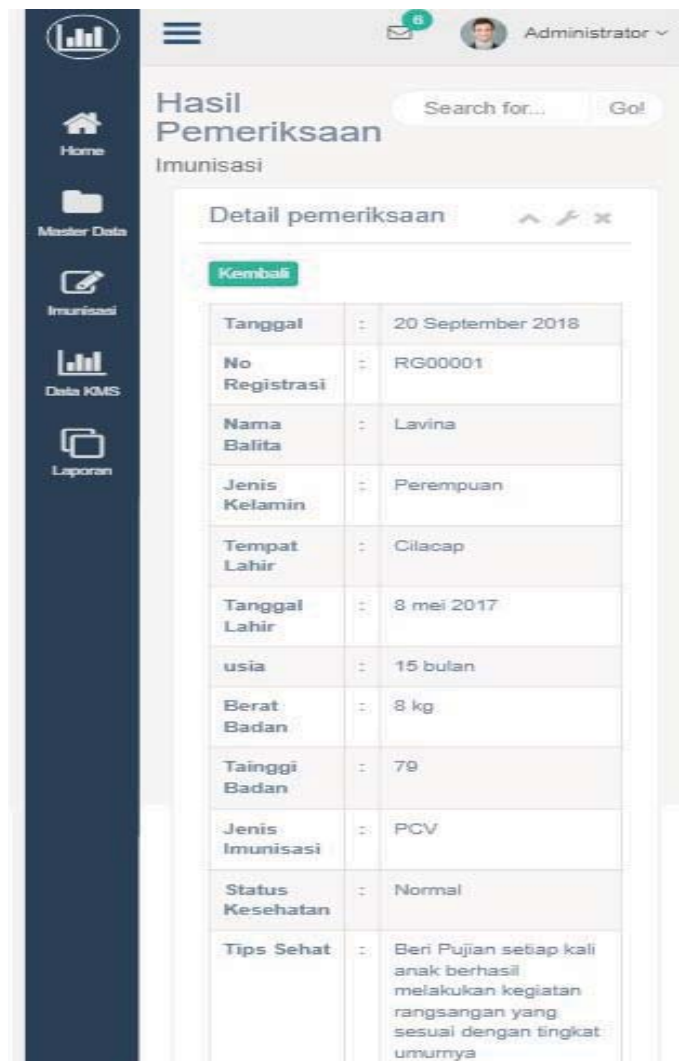 6
Administrator
Home
Master Data
Imunisasi
Data KMS
Laporan
Hasil
Pemeriksaan
Imunisasi
Search for...
Go!
Detail pemeriksaan
Kembali
Tanggal : 20 September 2018
No : RG00001
Registrasi
Nama : Lavina
Balita
Jenis : Perempuan
Kelamin
Tempat : Cilacap
Lahir
Tanggal : 8 mei 2017
Lahir
usia : 15 bulan
Berat : 8 kg
Badan
Tainggi : 79
Badan
Jenis : PCV
Imunisasi
Status : Normal
Kesehatan
Tips Sehat : Beri Pujian setiap kali
anak berhasil
melakukan kegiatan
rangsangan yang
sesuai dengan tingkat
umurnya